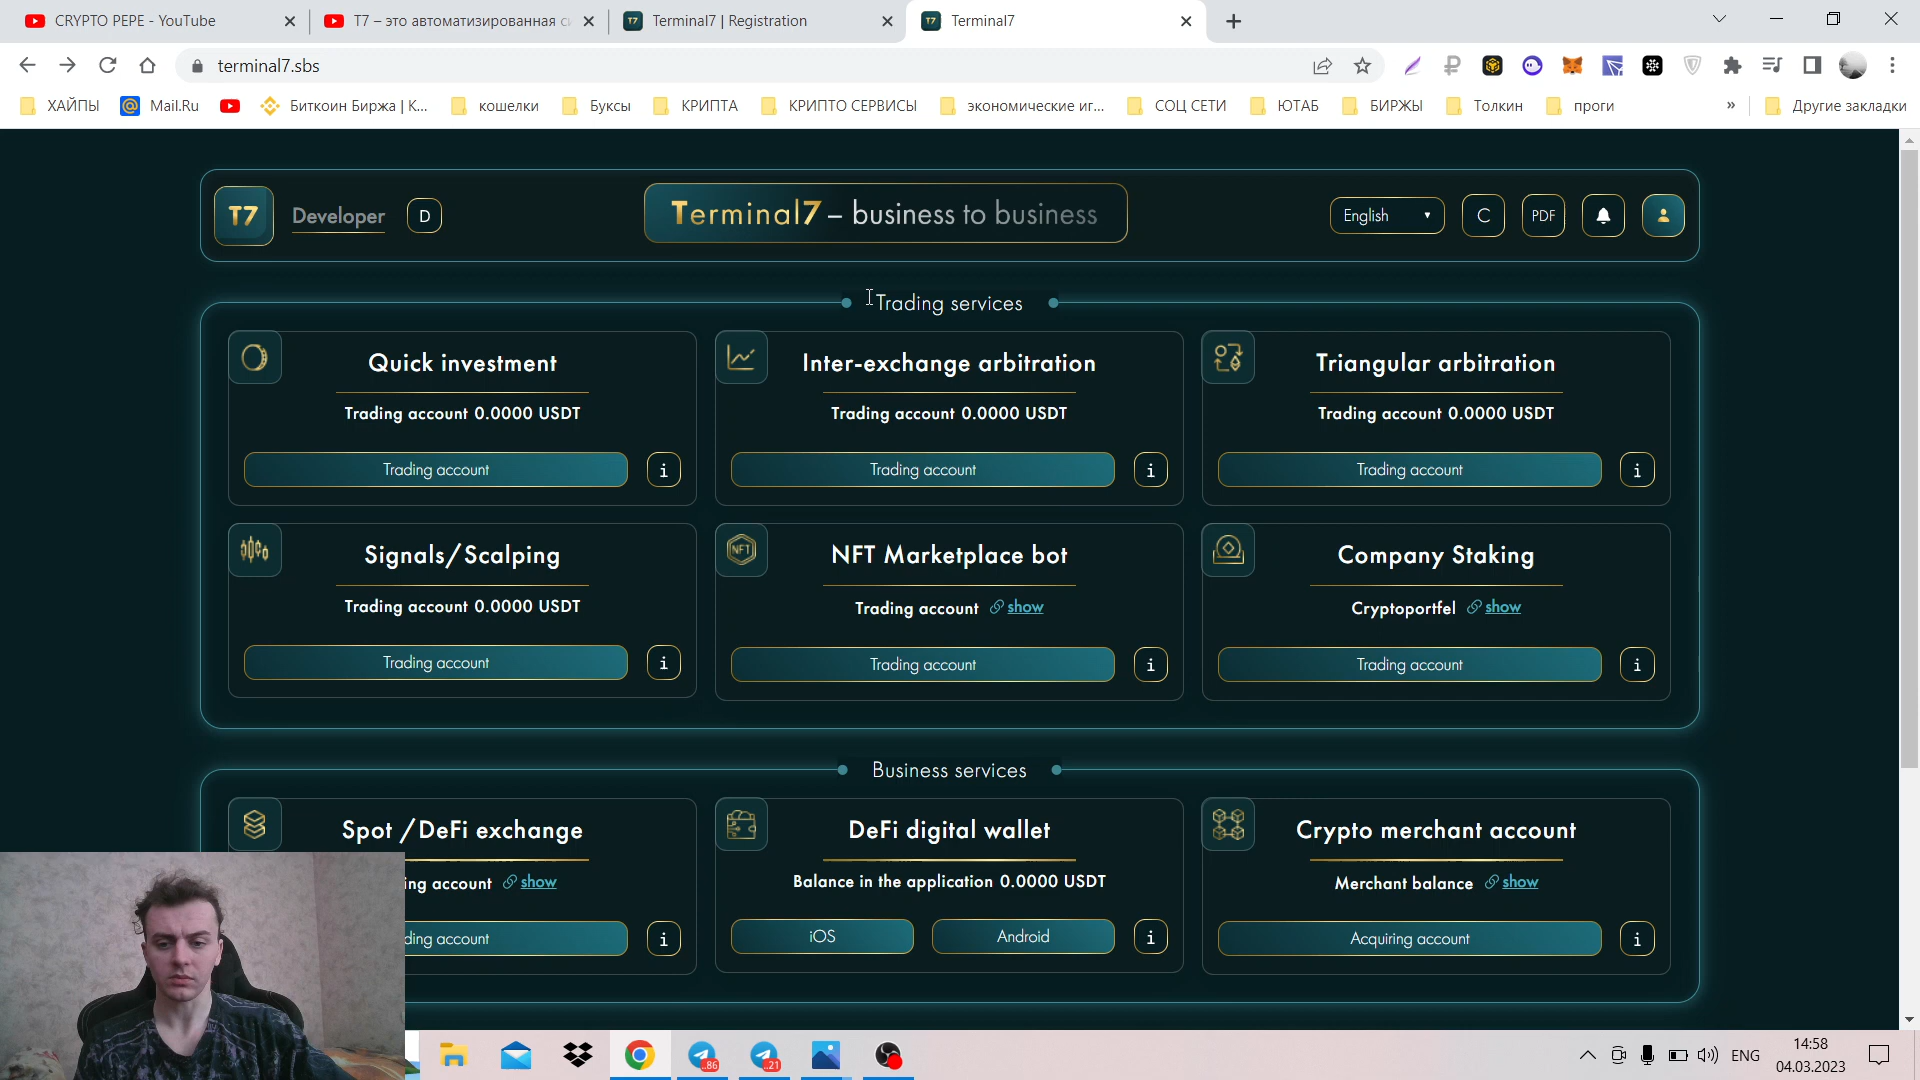 CRYPTO PEPE - YouTube
T7 – это автоматизированная с
Terminal7 | Registration
Terminal7
terminal7.sbs
ХАЙПЫ
Mail.Ru
Биткоин Биржа | К...
кошелки
Буксы
КРИПТА
КРИПТО СЕРВИСЫ
экономические иг...
СОЦ СЕТИ
ЮТАБ
БИРЖЫ
Толкин
проги
»
Другие закладки
T7
Developer
D
Terminal7 – business to business
English
C
PDF
Trading services
Quick investment
Trading account 0.0000 USDT
Trading account
i
Inter-exchange arbitration
Trading account 0.0000 USDT
Trading account
i
Triangular arbitration
Trading account 0.0000 USDT
Trading account
i
Signals/Scalping
Trading account 0.0000 USDT
Trading account
i
NFT
NFT Marketplace bot
Trading account show
Trading account
i
Company Staking
Cryptoportfel show
Trading account
i
Business services
Spot /DeFi exchange
ing account show
ding account
i
DeFi digital wallet
Balance in the application 0.0000 USDT
iOS
Android
i
Crypto merchant account
Merchant balance show
Acquiring account
i
86
21
ENG
14:58
04.03.2023